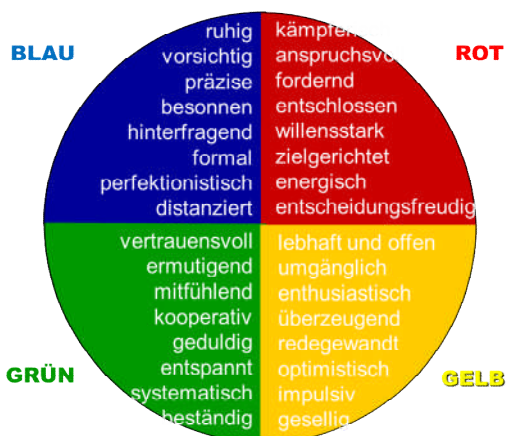 BLAU
ruhig
vorsichtig
präzise
besonnen
hinterfragend
formal
perfektionistisch
distanziert
ROT
fordernd
entschlossen
willensstark
zielgerichtet
energisch
entscheidungsfreudig
GRÜN
vertrauensvoll
ermutigend
mitfühlend
kooperativ
geduldig
entspannt
systematisch
beständig
GELB
lebhaft und offen
umgänglich
enthusiastisch
überzeugend
redegewandt
optimistisch
impulsiv
gesellig